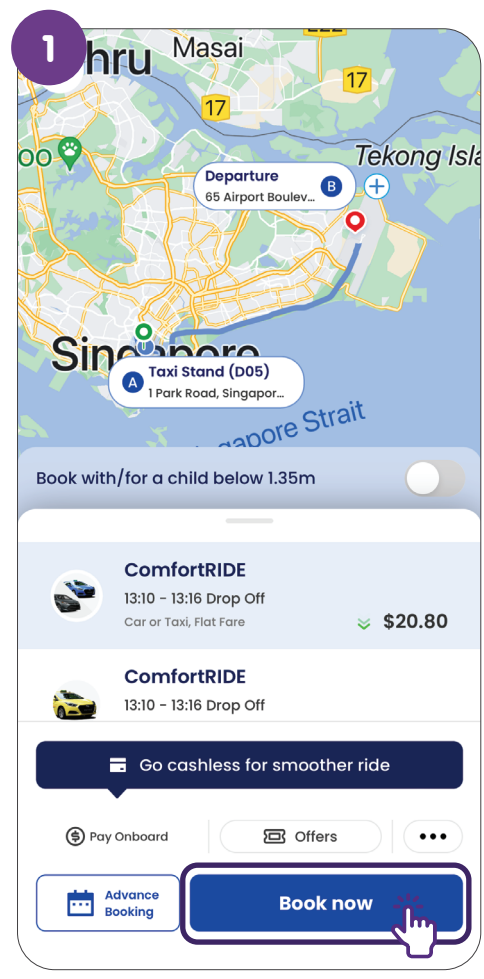 1
hru
Masai
17
17
oo
Tekong Isla
Departure
65 Airport Boulev...
B
Singapore
A
Taxi Stand (D05)
1 Park Road, Singapor...
gapore Strait
Book with/for a child below 1.35m
ComfortRIDE
13:10 - 13:16 Drop Off
Car or Taxi, Flat Fare
$20.80
ComfortRIDE
13:10 - 13:16 Drop Off
Go cashless for smoother ride
Pay Onboard
Offers
Advance
Booking
Book now